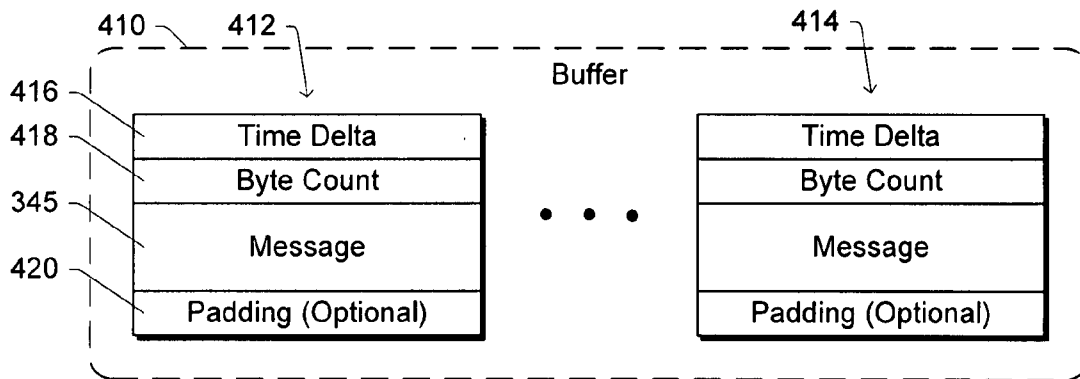 410
412
414
Buffer
416
Time Delta
Time Delta
418
Byte Count
Byte Count
345
Message
Message
420
Padding (Optional)
Padding (Optional)